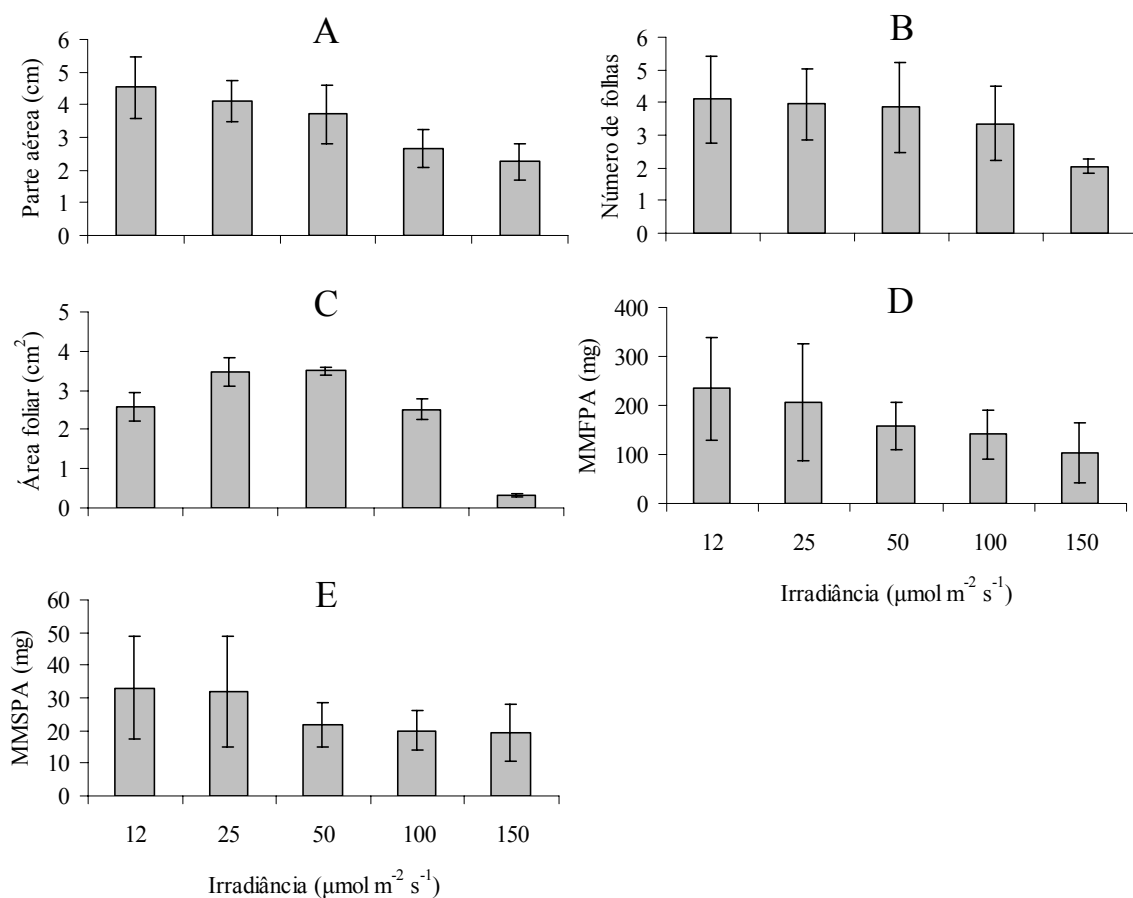 A
Parte aérea (cm)
6
5
4
3
2
1
0
B
Número de folhas
6
5
4
3
2
1
0
C
Área foliar (cm²)
5
4
3
2
1
0
D
MMFPA (mg)
400
300
200
100
0
12 25 50 100 150
Irradiância (μmol m⁻² s⁻¹)
E
MMSPA (mg)
60
50
40
30
20
10
0
12 25 50 100 150
Irradiância (μmol m⁻² s⁻¹)